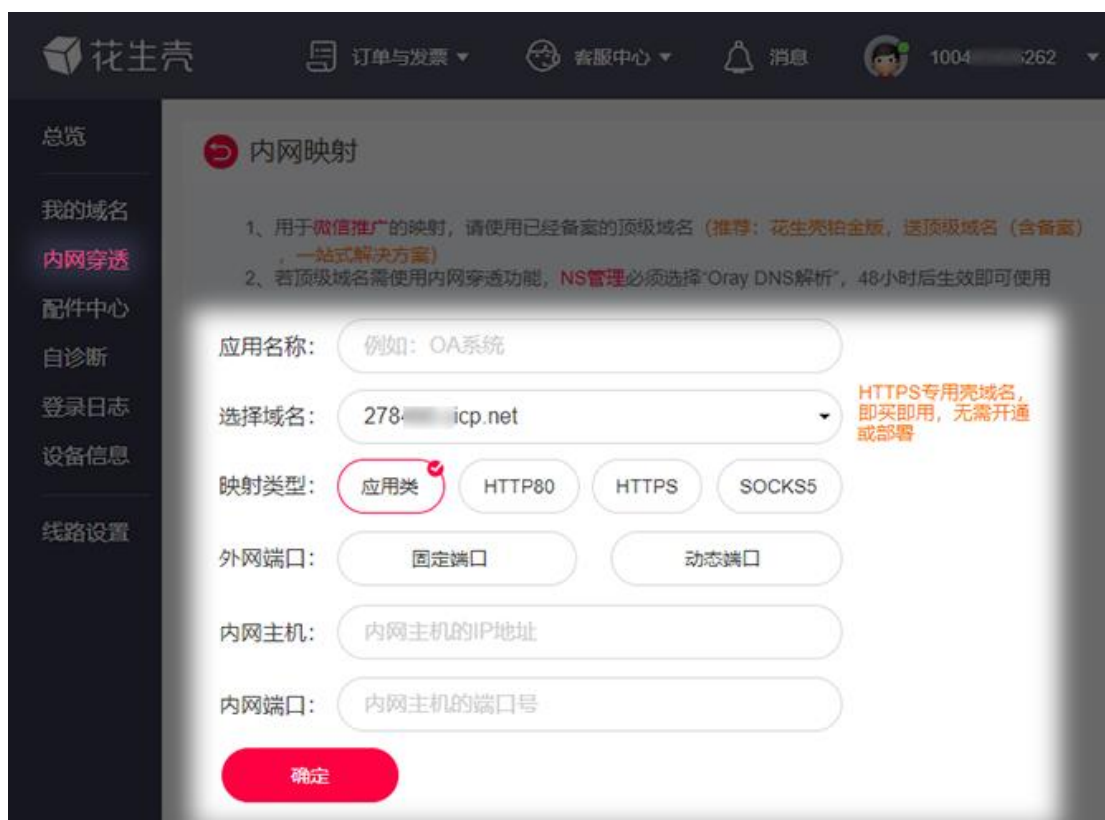 花生壳
订单与发票
客服中心
消息
1004 262
总览
我的域名
内网穿透
配件中心
自诊断
登录日志
设备信息
线路设置
内网映射
1、用于微信推广的映射，请使用已经备案的顶级域名（推荐：花生壳铂金版，送顶级域名（含备案）
，一站式解决方案）
2、若顶级域名需使用内网穿透功能，NS管理必须选择“Oray DNS解析”，48小时后生效即可使用
应用名称：
例如：OA系统
选择域名：
278 icp.net
HTTPS专用壳域名，
即买即用，无需开通
或部署
映射类型：
应用类
HTTP80
HTTPS
SOCKS5
外网端口：
固定端口
动态端口
内网主机：
内网主机的IP地址
内网端口：
内网主机的端口号
确定